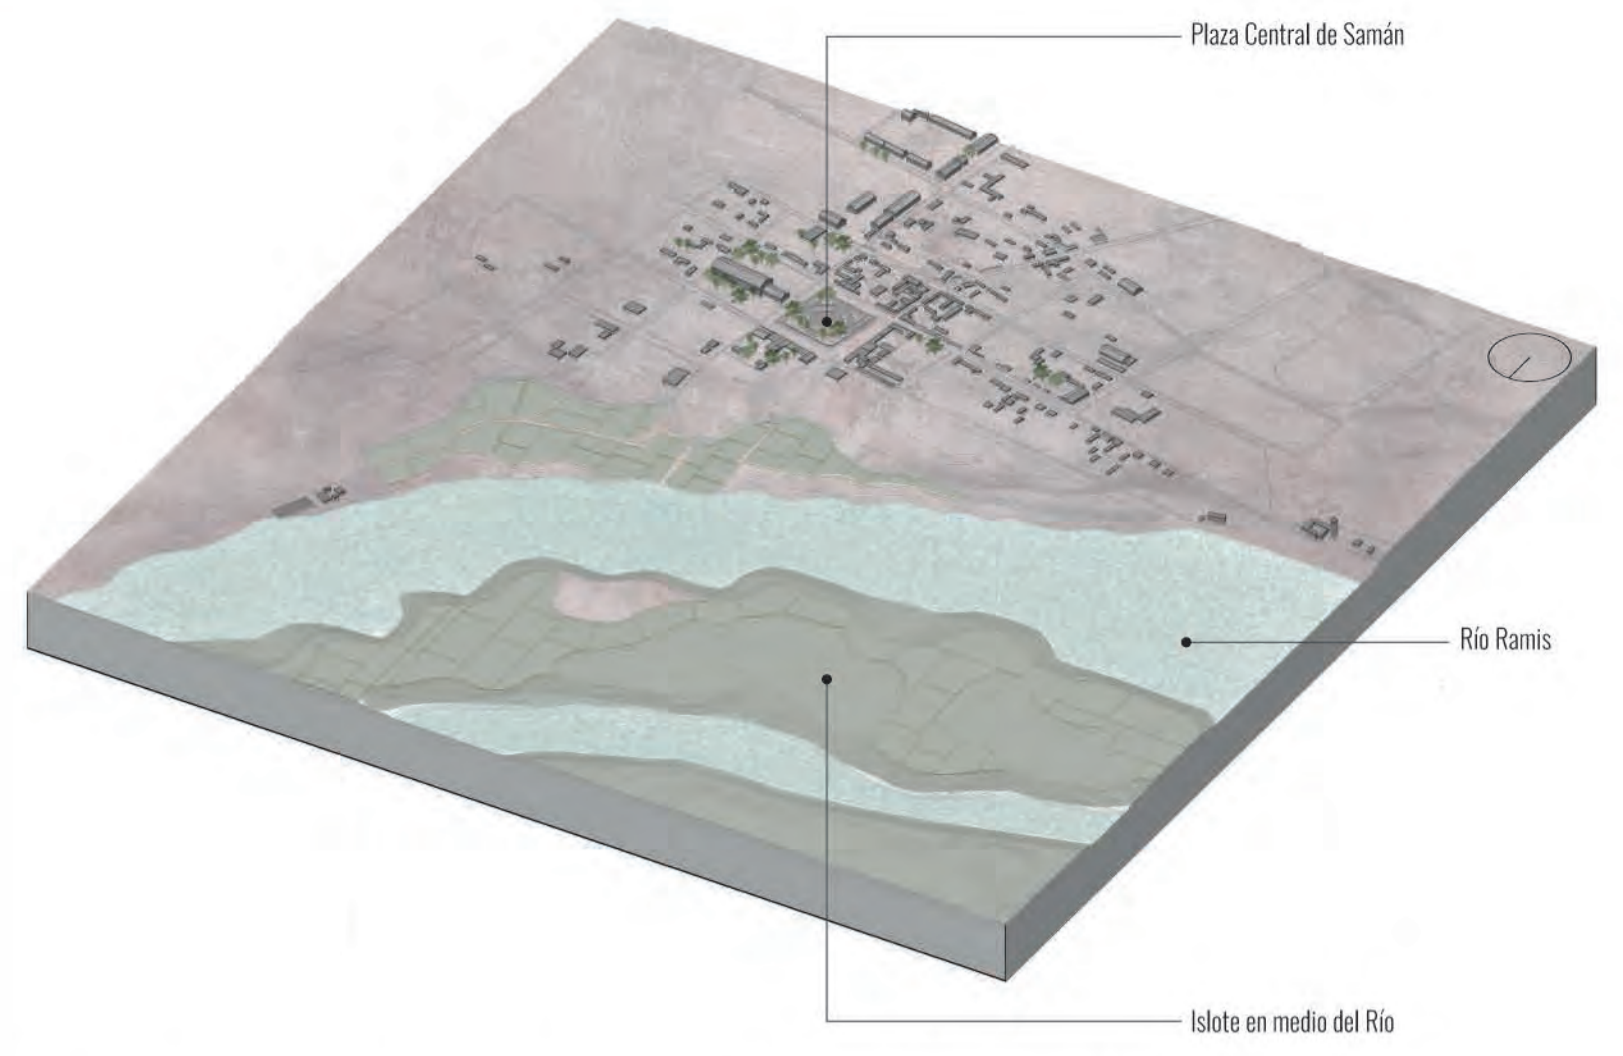 Plaza Central de Samán
Río Ramis
Islote en medio del Río